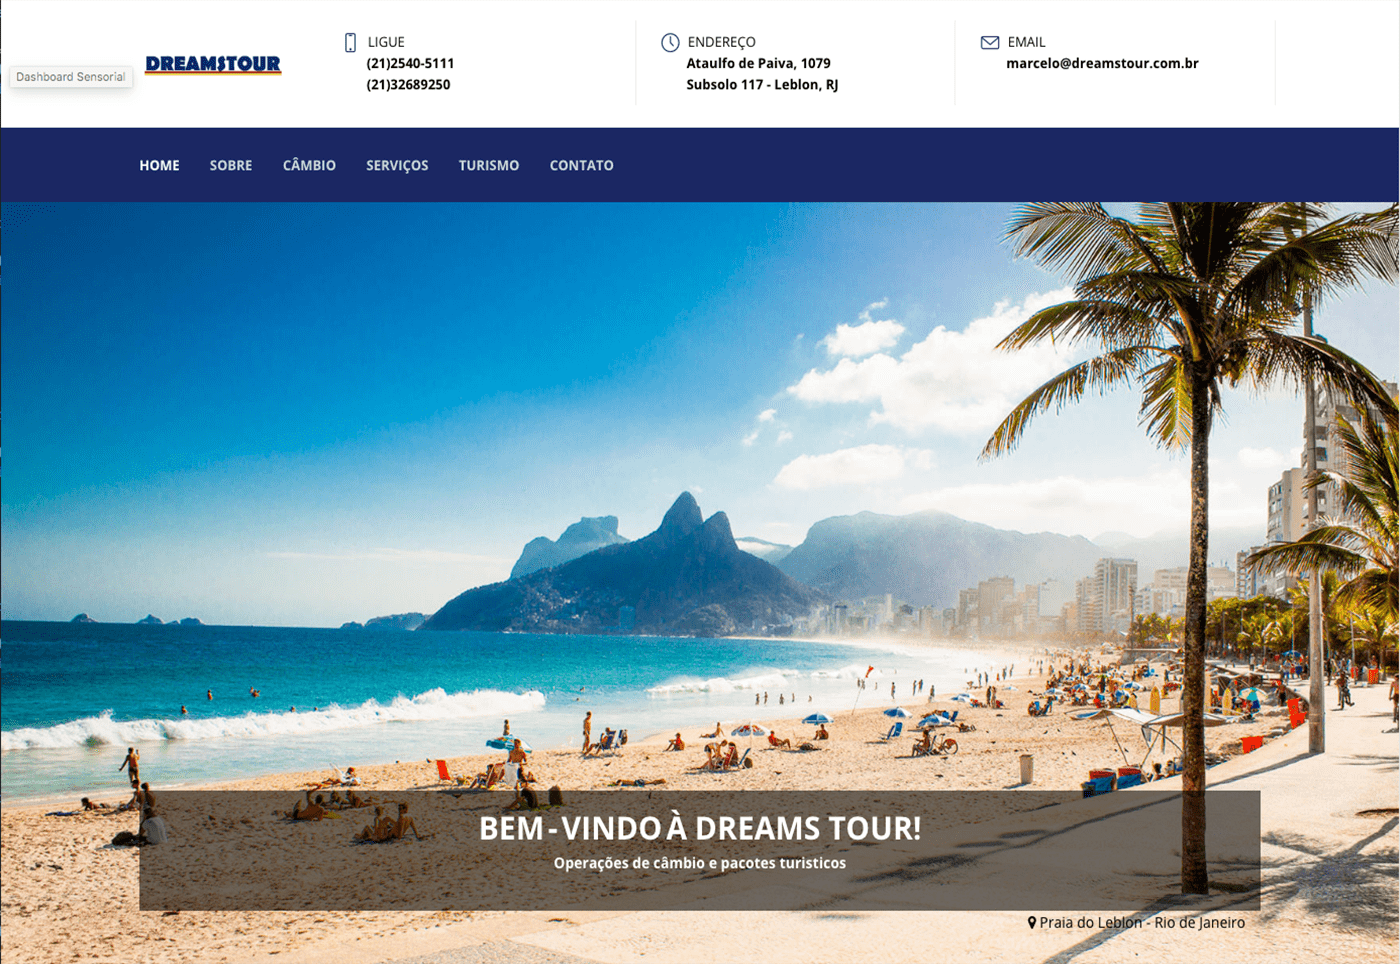 Dashboard Sensorial
DREAMSTOUR
LIGUE
(21)2540-5111
(21)32689250
ENDEREÇO
Ataulfo de Paiva, 1079
Subsolo 117 - Leblon, RJ
EMAIL
marcelo@dreamstour.com.br
HOME SOBRE CÂMBIO SERVIÇOS TURISMO CONTATO
BEM-VINDO À DREAMS TOUR!
Operações de câmbio e pacotes turisticos
Praia do Leblon - Rio de Janeiro